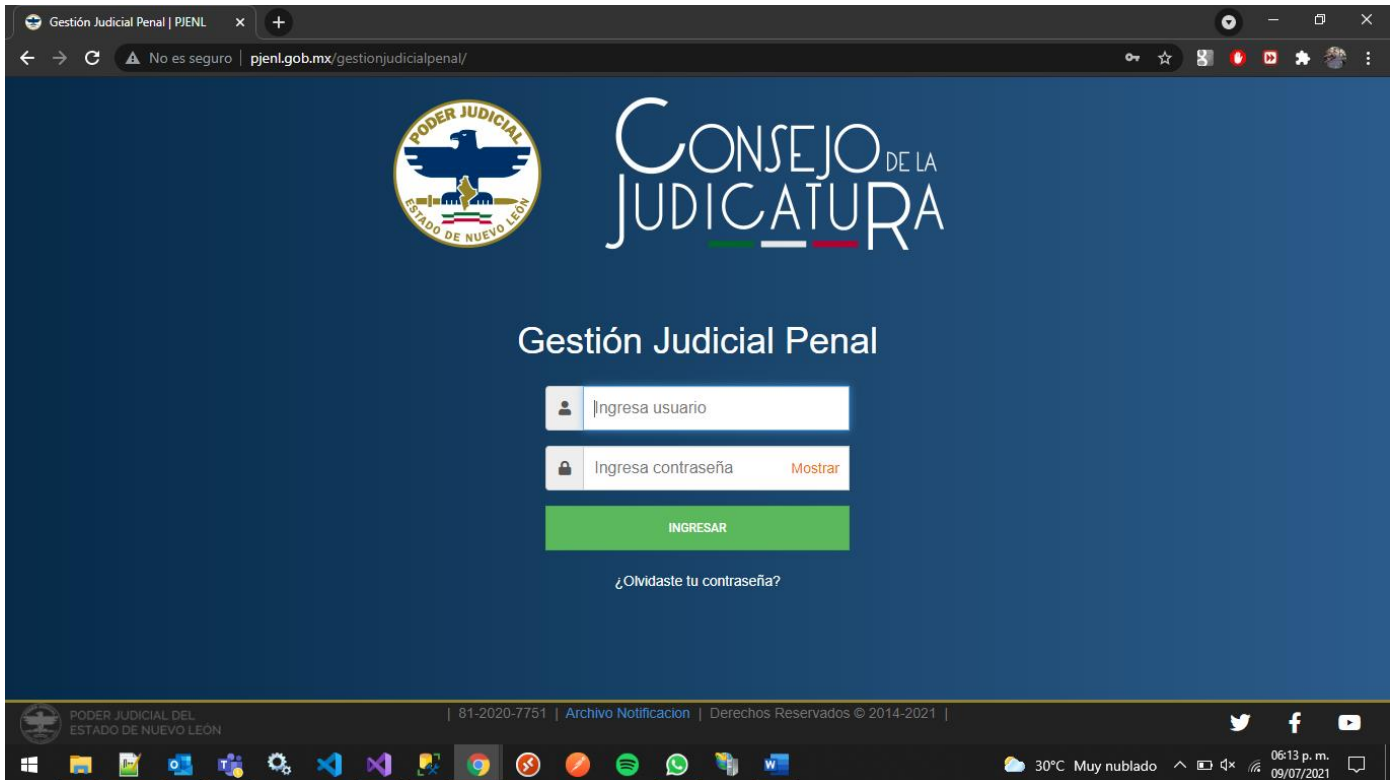 Gestión Judicial Penal | PJENL
No es seguro | pjenl.gob.mx/gestionjudicialpenal/
PODER JUDICIAL
ESTADO DE NUEVO LEÓN
CONSEJO DE LA
JUDICATURA
Gestión Judicial Penal
Ingresa usuario
Ingresa contraseña Mostrar
INGRESAR
¿Olvidaste tu contraseña?
PODER JUDICIAL DEL
ESTADO DE NUEVO LEÓN
| 81-2020-7751 | Archivo Notificacion | Derechos Reservados © 2014-2021 |
30°C Muy nublado
06:13 p. m.
09/07/2021